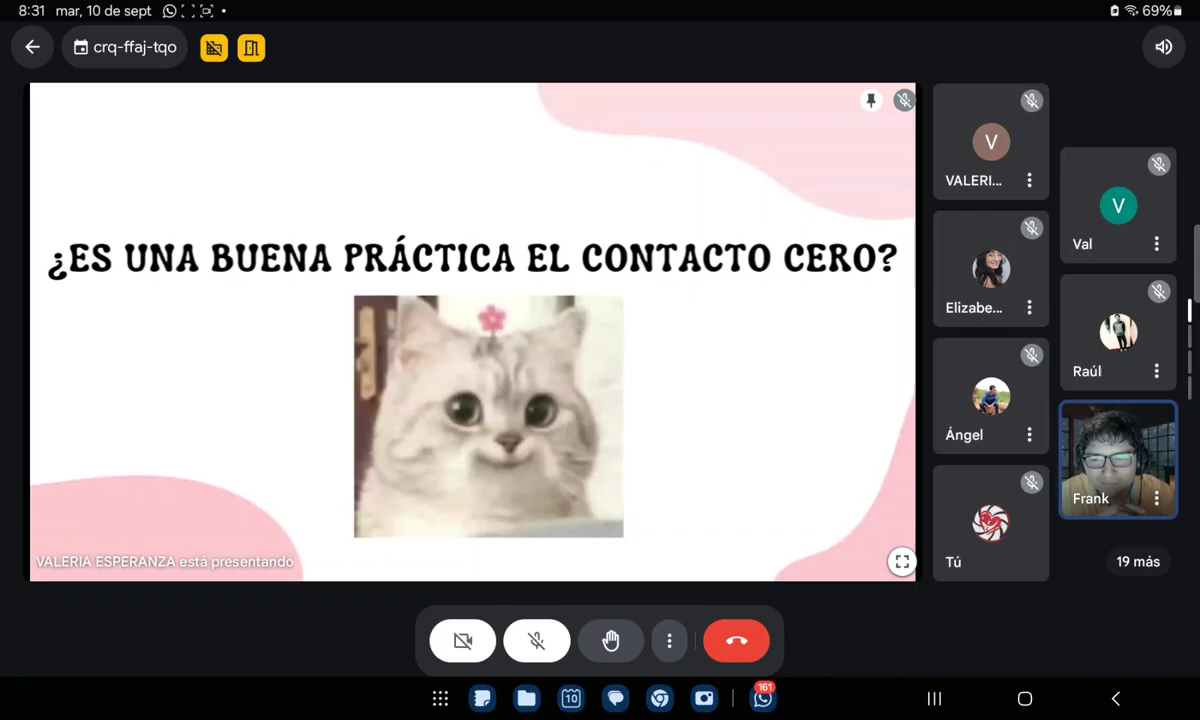 8:31 mar, 10 de sept
69%
crq-ffaj-tqo
¿ES UNA BUENA PRÁCTICA EL CONTACTO CERO?
VALERIA ESPERANZA está presentando
V
VALERI...
Elizabe...
Ángel
Tú
V
Val
Raúl
Frank
19 más
10
161